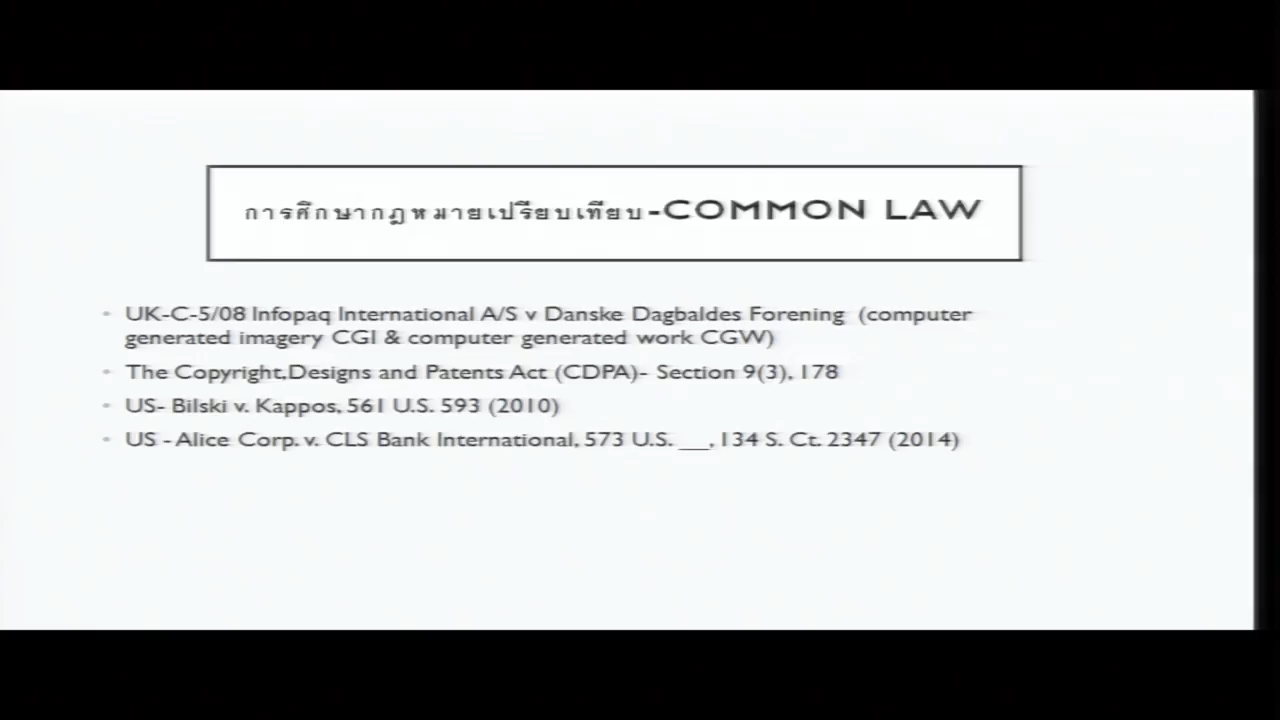 การศึกษากฎหมายเปรียบเทียบ-COMMON LAW
• UK-C-5/08 Infopaq International A/S v Danske Dagbaldes Forening (computer
generated imagery CGI & computer generated work CGW)
• The Copyright,Designs and Patents Act (CDPA)- Section 9(3), 178
• US- Bilski v. Kappos, 561 U.S. 593 (2010)
• US - Alice Corp. v. CLS Bank International, 573 U.S. __, 134 S. Ct. 2347 (2014)